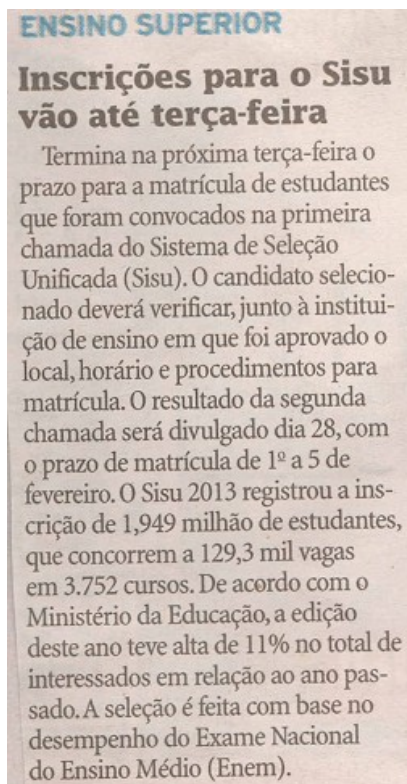 ENSINO SUPERIOR
Inscrições para o Sisu
vão até terça-feira
Termina na próxima terça-feira o
prazo para a matrícula de estudantes
que foram convocados na primeira
chamada do Sistema de Seleção
Unificada (Sisu). O candidato selecio-
nado deverá verificar, junto à institui-
ção de ensino em que foi aprovado o
local, horário e procedimentos para
matrícula. O resultado da segunda
chamada será divulgado dia 28, com
o prazo de matrícula de 1º a 5 de
fevereiro. O Sisu 2013 registrou a ins-
crição de 1,949 milhão de estudantes,
que concorrem a 129,3 mil vagas
em 3.752 cursos. De acordo com o
Ministério da Educação, a edição
deste ano teve alta de 11% no total de
interessados em relação ao ano pas-
sado. A seleção é feita com base no
desempenho do Exame Nacional
do Ensino Médio (Enem).